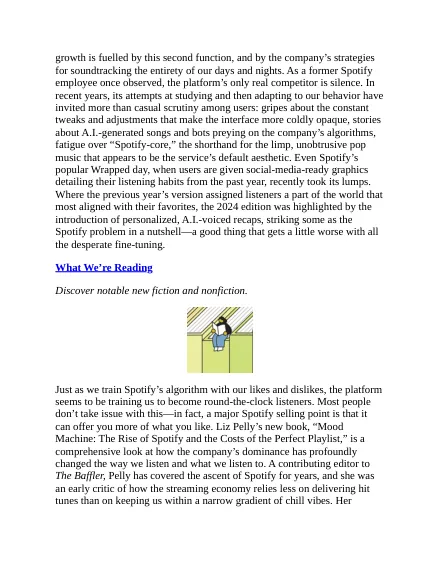 growth is fuelled by this second function, and by the company’s strategies
for soundtracking the entirety of our days and nights. As a former Spotify
employee once observed, the platform’s only real competitor is silence. In
recent years, its attempts at studying and then adapting to our behavior have
invited more than casual scrutiny among users: gripes about the constant
tweaks and adjustments that make the interface more coldly opaque, stories
about A.I.-generated songs and bots preying on the company’s algorithms,
fatigue over “Spotify-core,” the shorthand for the limp, unobtrusive pop
music that appears to be the service’s default aesthetic. Even Spotify’s
popular Wrapped day, when users are given social-media-ready graphics
detailing their listening habits from the past year, recently took its lumps.
Where the previous year’s version assigned listeners a part of the world that
most aligned with their favorites, the 2024 edition was highlighted by the
introduction of personalized, A.I.-voiced recaps, striking some as the
Spotify problem in a nutshell—a good thing that gets a little worse with all
the desperate fine-tuning.
What We’re Reading
Discover notable new fiction and nonfiction.
Just as we train Spotify’s algorithm with our likes and dislikes, the platform
seems to be training us to become round-the-clock listeners. Most people
don’t take issue with this—in fact, a major Spotify selling point is that it
can offer you more of what you like. Liz Pelly’s new book, “Mood
Machine: The Rise of Spotify and the Costs of the Perfect Playlist,” is a
comprehensive look at how the company’s dominance has profoundly
changed the way we listen and what we listen to. A contributing editor to
The Baffler, Pelly has covered the ascent of Spotify for years, and she was
an early critic of how the streaming economy relies less on delivering hit
tunes than on keeping us within a narrow gradient of chill vibes. Her